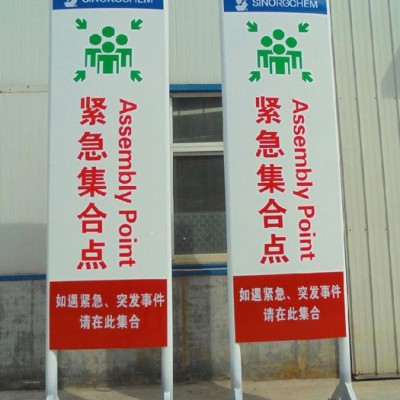 SINORGCHEM
紧急集合点
Assembly Point
如遇紧急、突发事件
请在此集合
SINORGCHEM
紧急集合点
Assembly Point
如遇紧急、突发事件
请在此集合